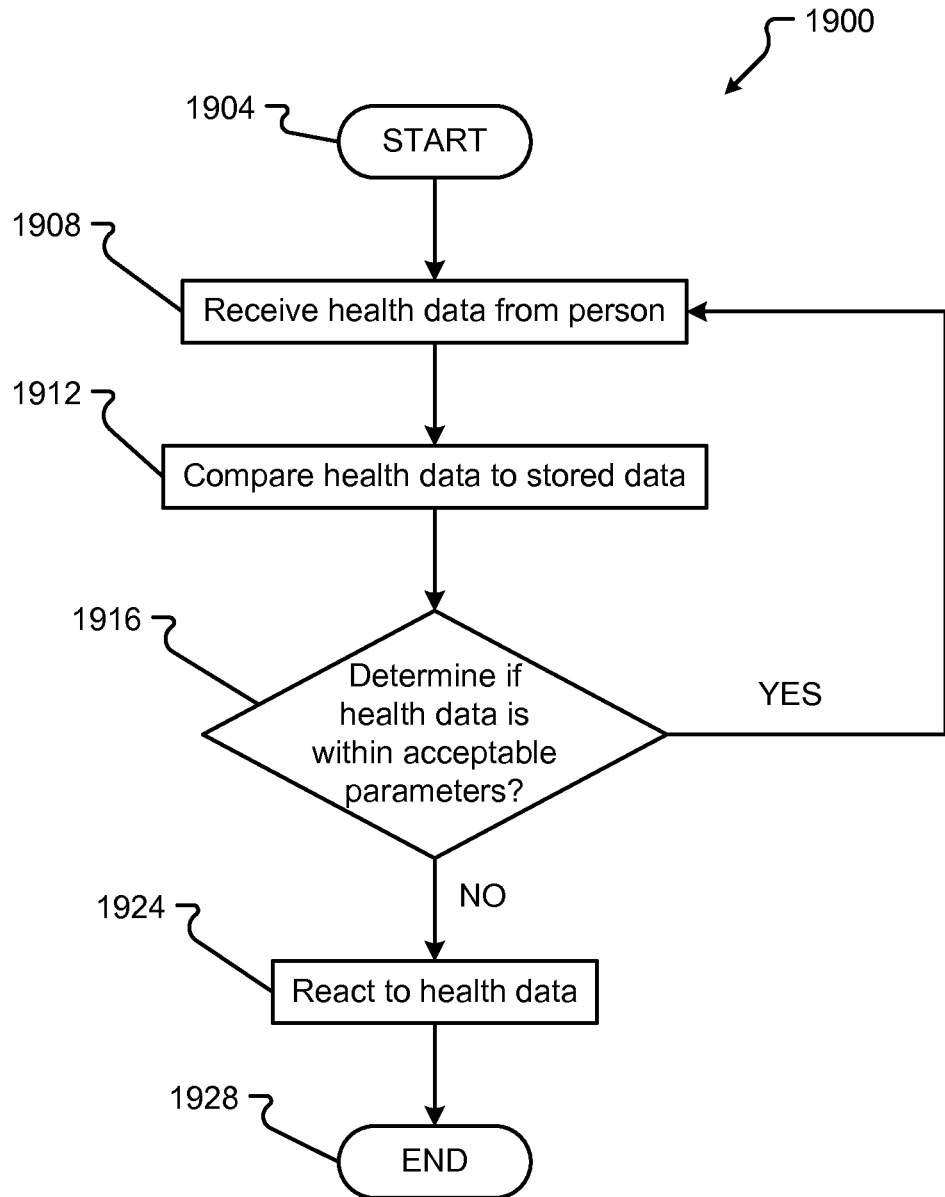 1900
1904
START
1908
Receive health data from person
1912
Compare health data to stored data
1916
Determine if
health data is
within acceptable
parameters?
YES
NO
1924
React to health data
1928
END